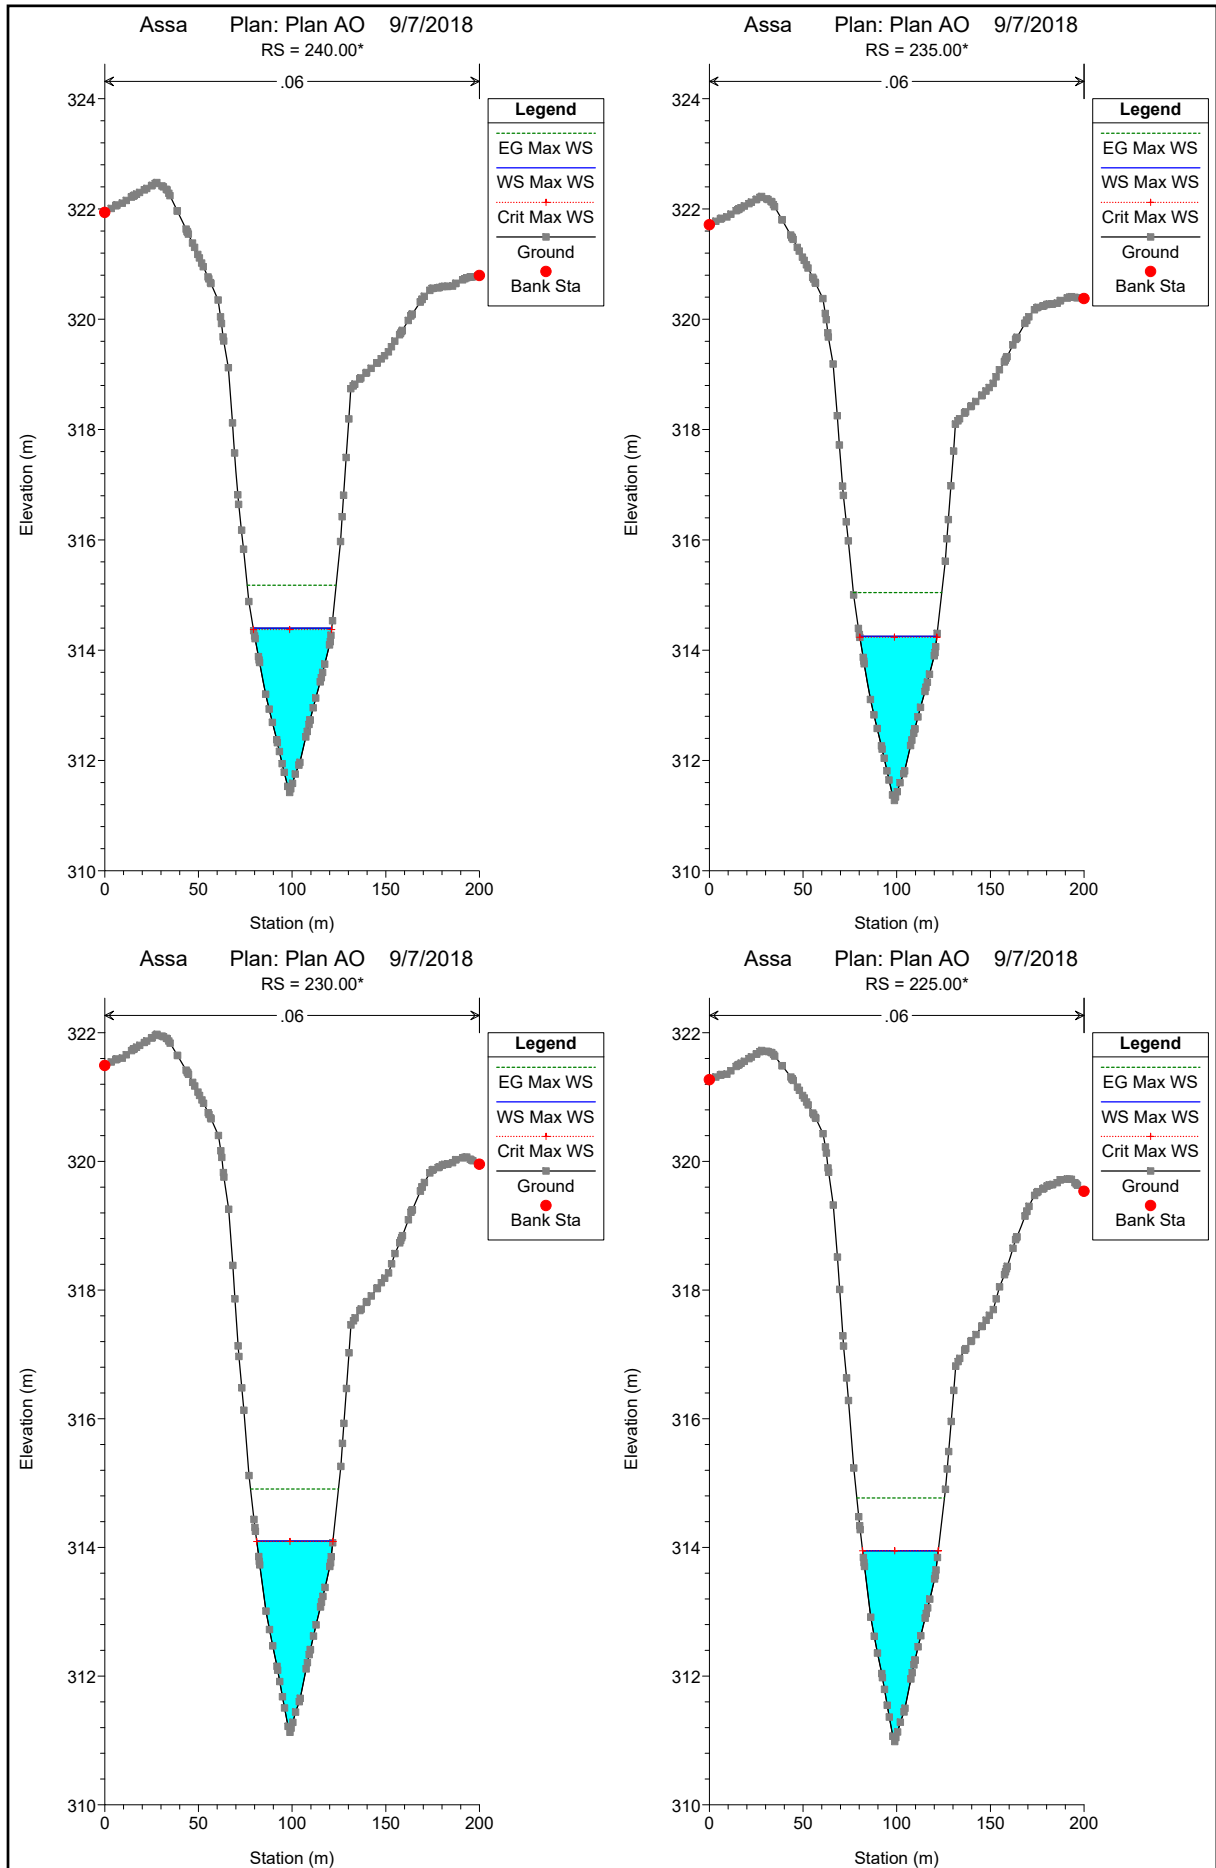 Assa Plan: Plan AO 9/7/2018
RS = 240.00*
.06
324
322
320
318
316
314
312
310
Elevation (m)
0 50 100 150 200
Station (m)
Legend
EG Max WS
WS Max WS
Crit Max WS
Ground
Bank Sta
Assa Plan: Plan AO 9/7/2018
RS = 235.00*
.06
324
322
320
318
316
314
312
310
Elevation (m)
0 50 100 150 200
Station (m)
Legend
EG Max WS
WS Max WS
Crit Max WS
Ground
Bank Sta
Assa Plan: Plan AO 9/7/2018
RS = 230.00*
.06
322
320
318
316
314
312
310
Elevation (m)
0 50 100 150 200
Station (m)
Legend
EG Max WS
WS Max WS
Crit Max WS
Ground
Bank Sta
Assa Plan: Plan AO 9/7/2018
RS = 225.00*
.06
322
320
318
316
314
312
310
Elevation (m)
0 50 100 150 200
Station (m)
Legend
EG Max WS
WS Max WS
Crit Max WS
Ground
Bank Sta